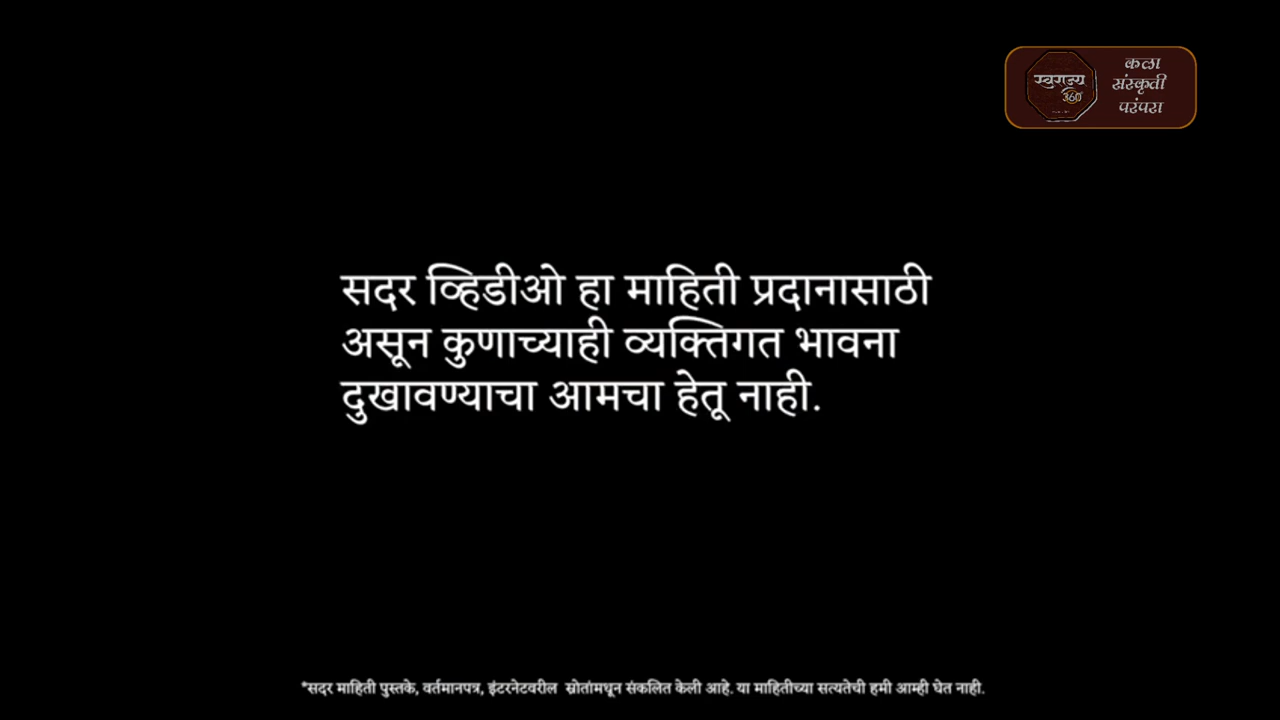 स्वराज्य
360°
कला
संस्कृती
परंपरा
सदर व्हिडीओ हा माहिती प्रदानासाठी
असून कुणाच्याही व्यक्तिगत भावना
दुखावण्याचा आमचा हेतू नाही.
*सदर माहिती पुस्तके, वर्तमानपत्र, इंटरनेटवरील स्रोतांमधून संकलित केली आहे. या माहितीच्या सत्यतेची हमी आम्ही घेत नाही.